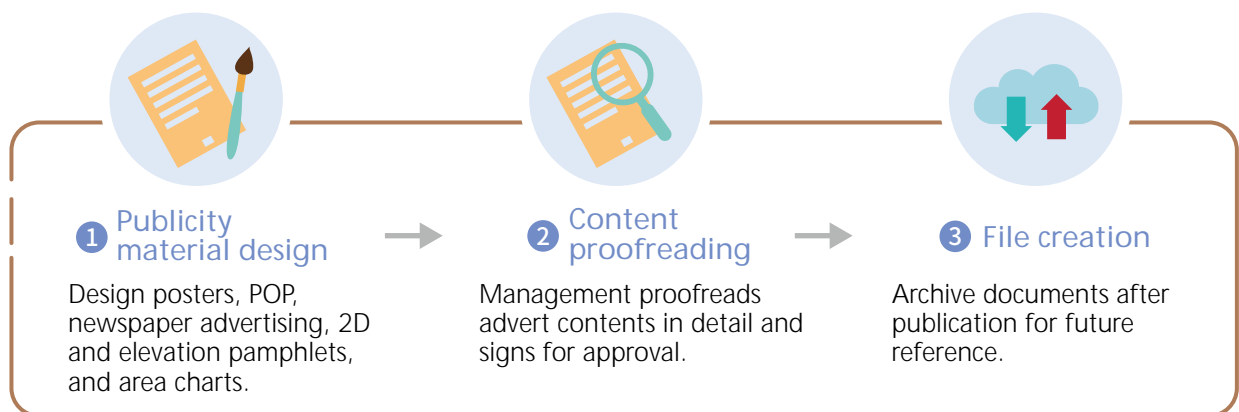 1 Publicity
material design
Design posters, POP,
newspaper advertising, 2D
and elevation pamphlets,
and area charts.
2 Content
proofreading
Management proofreads
advert contents in detail and
signs for approval.
3 File creation
Archive documents after
publication for future
reference.